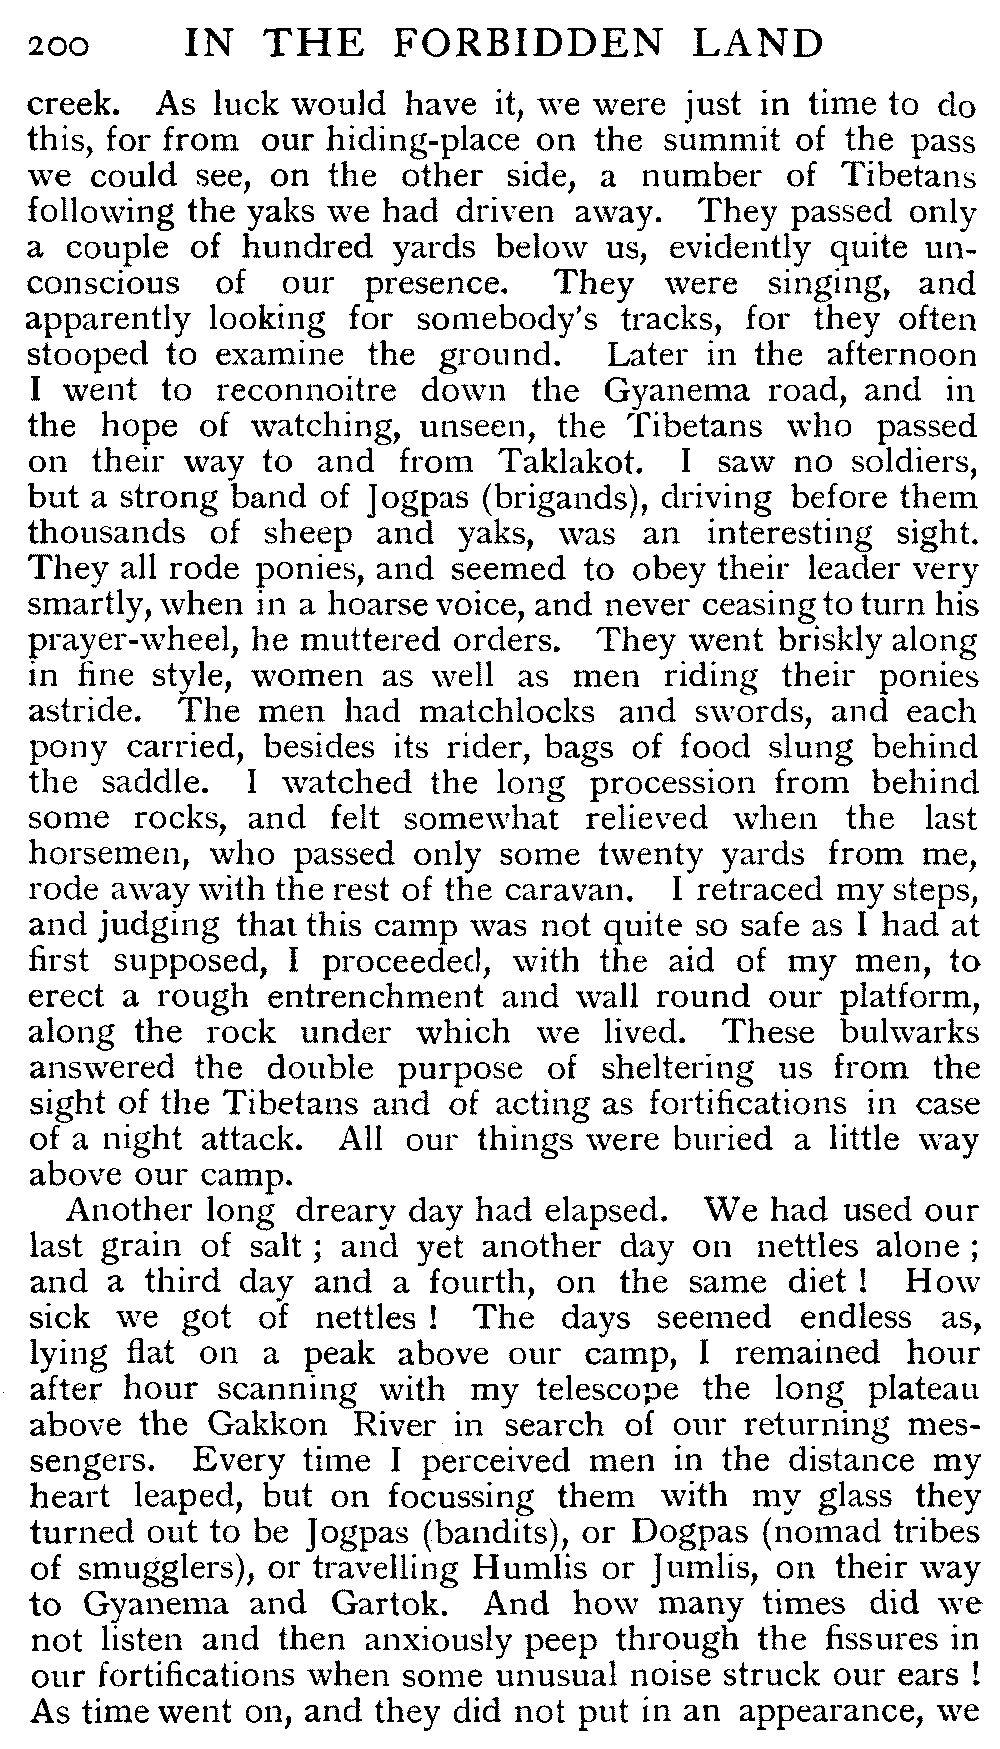 200 IN THE FORBIDDEN LAND
creek. As luck would have it, we were just in time to do
this, for from our hiding-place on the summit of the pass
we could see, on the other side, a number of Tibetans
following the yaks we had driven away. They passed only
a couple of hundred yards below us, evidently quite un-
conscious of our presence. They were singing, and
apparently looking for somebody's tracks, for they often
stooped to examine the ground. Later in the afternoon
I went to reconnoitre down the Gyanema road, and in
the hope of watching, unseen, the Tibetans who passed
on their way to and from Taklakot. I saw no soldiers,
but a strong band of Jogpas (brigands), driving before them
thousands of sheep and yaks, was an interesting sight.
They all rode ponies, and seemed to obey their leader very
smartly, when in a hoarse voice, and never ceasing to turn his
prayer-wheel, he muttered orders. They went briskly along
in fine style, women as well as men riding their ponies
astride. The men had matchlocks and swords, and each
pony carried, besides its rider, bags of food slung behind
the saddle. I watched the long procession from behind
some rocks, and felt somewhat relieved when the last
horsemen, who passed only some twenty yards from me,
rode away with the rest of the caravan. I retraced my steps,
and judging that this camp was not quite so safe as I had at
first supposed, I proceeded, with the aid of my men, to
erect a rough entrenchment and wall round our platform,
along the rock under which we lived. These bulwarks
answered the double purpose of sheltering us from the
sight of the Tibetans and of acting as fortifications in case
of a night attack. All our things were buried a little way
above our camp.
Another long dreary day had elapsed. We had used our
last grain of salt ; and yet another day on nettles alone ;
and a third day and a fourth, on the same diet ! How
sick we got of nettles ! The days seemed endless as,
lying flat on a peak above our camp, I remained hour
after hour scanning with my telescope the long plateau
above the Gakkon River in search of our returning mes-
sengers. Every time I perceived men in the distance my
heart leaped, but on focussing them with my glass they
turned out to be Jogpas (bandits), or Dogpas (nomad tribes
of smugglers), or travelling Humlis or Jumlis, on their way
to Gyanema and Gartok. And how many times did we
not listen and then anxiously peep through the fissures in
our fortifications when some unusual noise struck our ears !
As time went on, and they did not put in an appearance, we